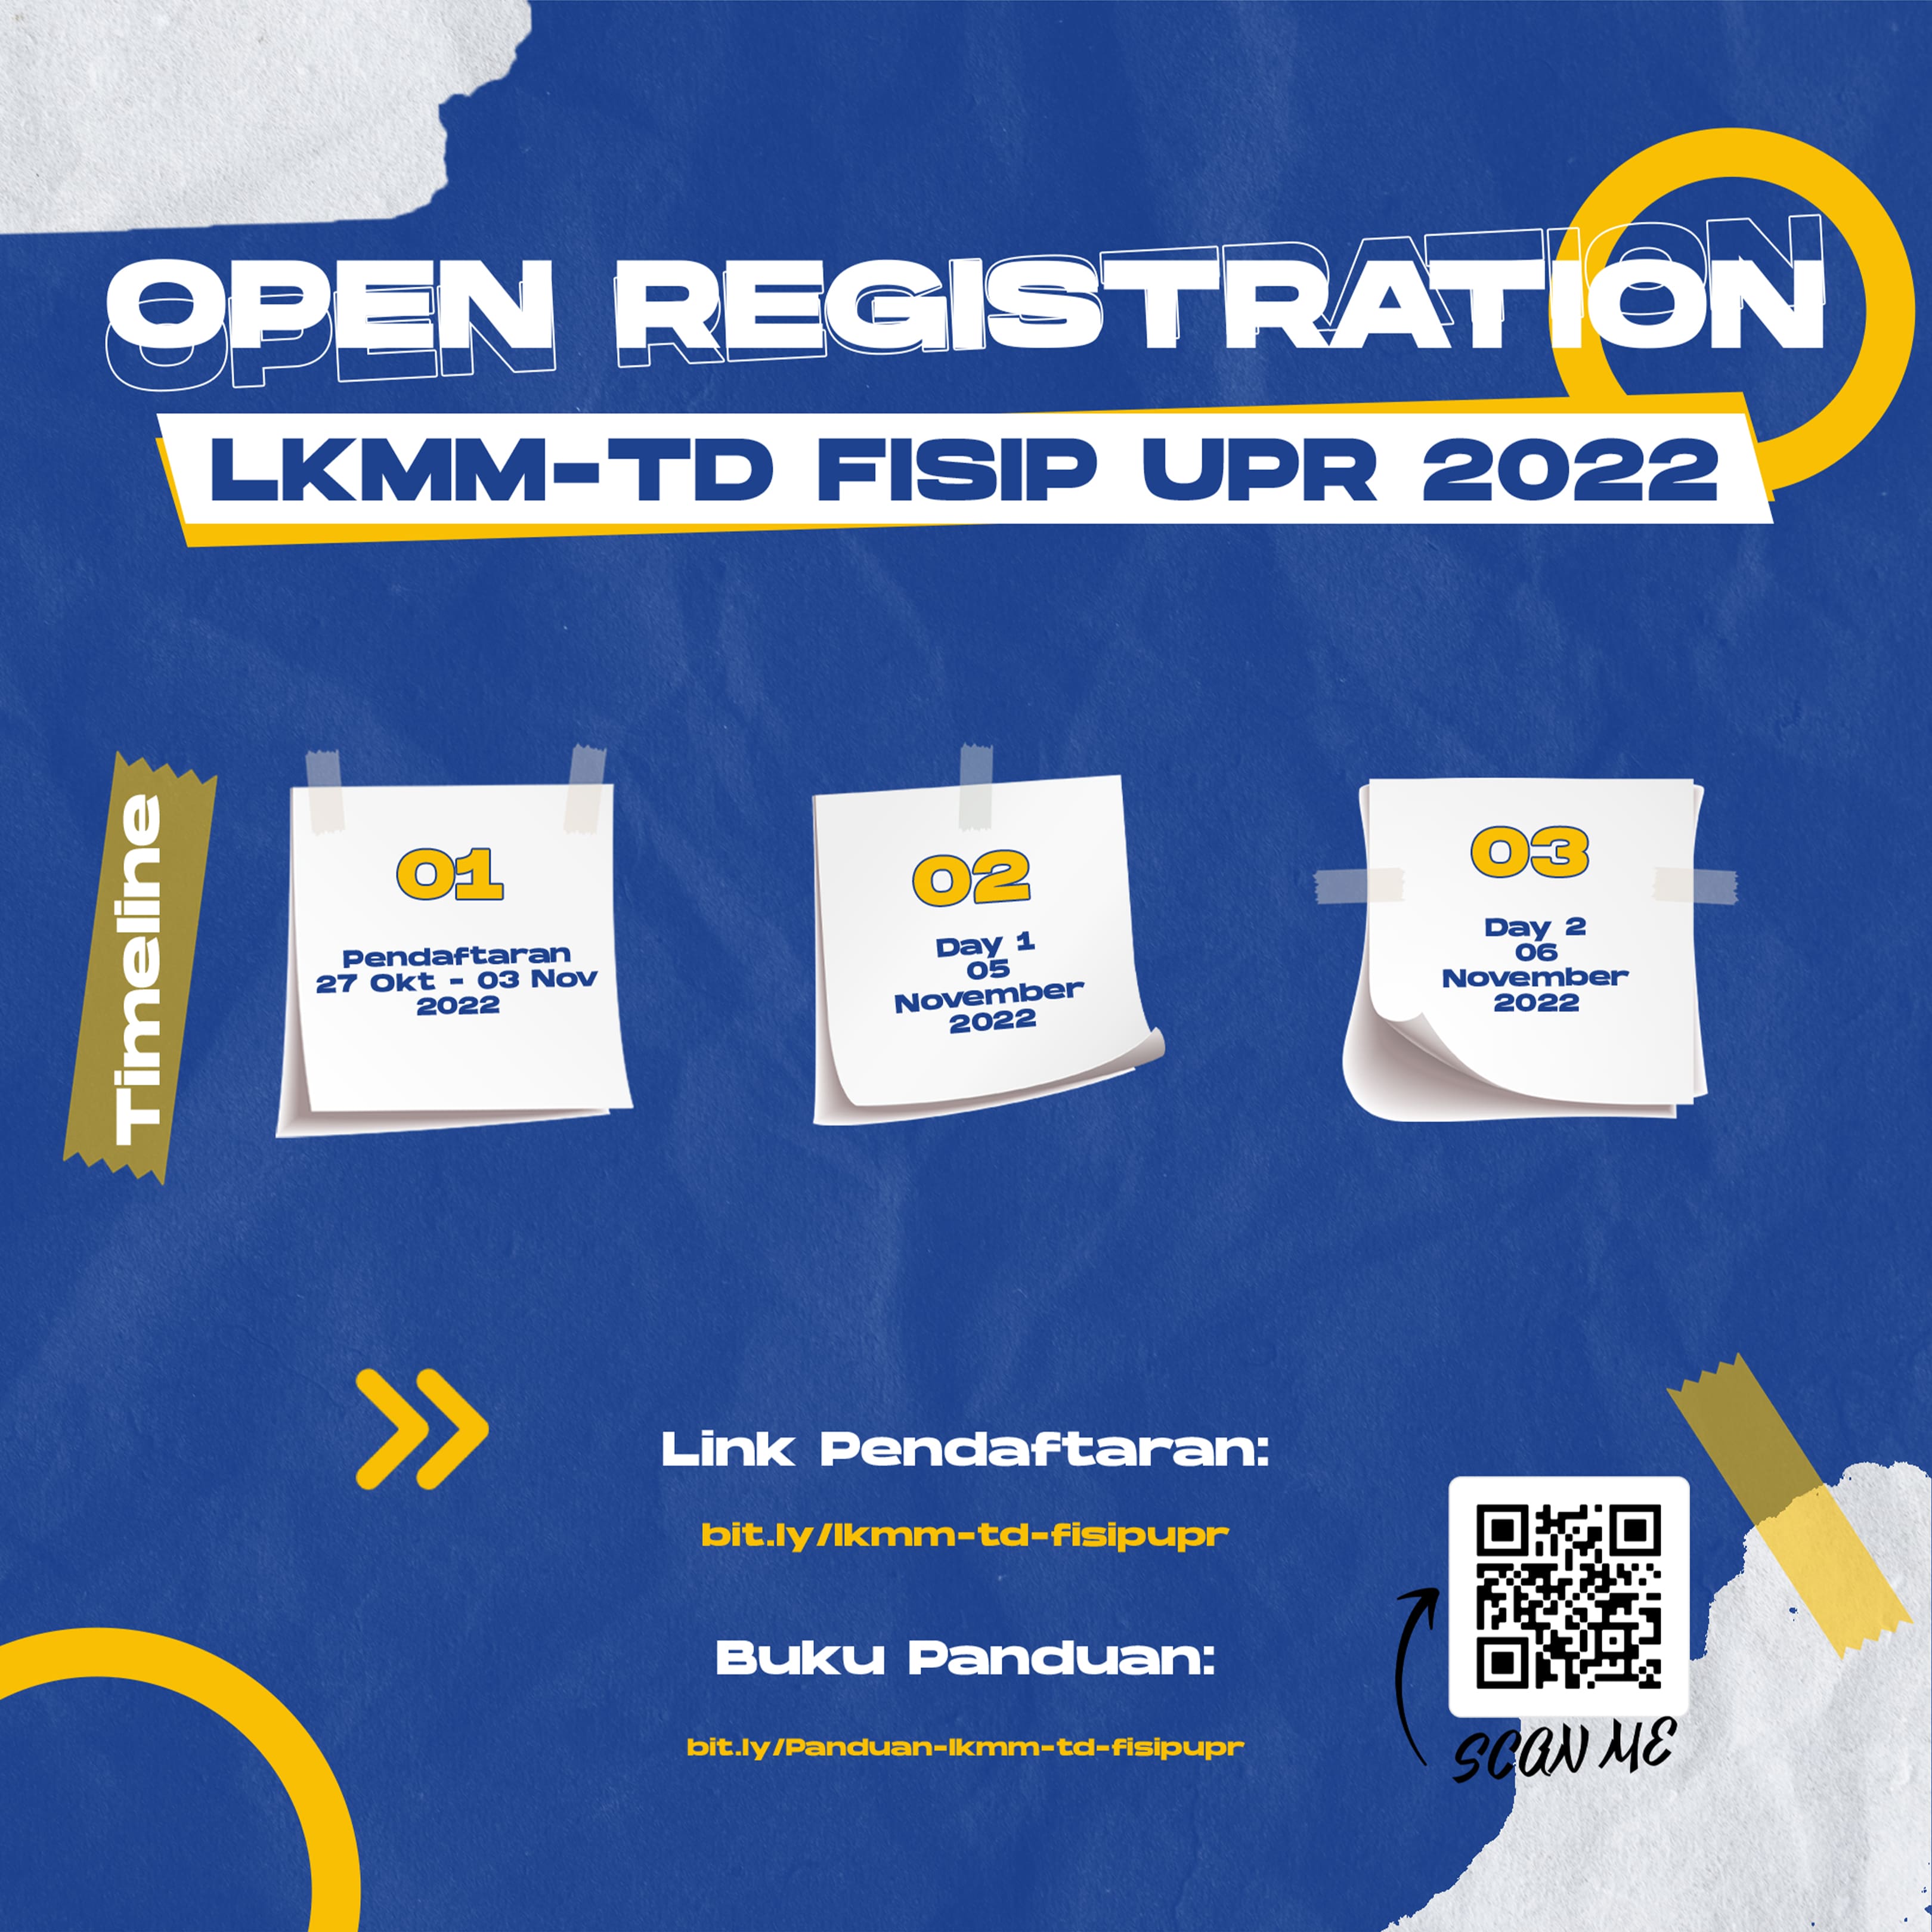 OPEN REGISTRATION
LKMM-TD FISIP UPR 2022
Timeline
01
Pendaftaran
27 Okt - 03 Nov
2022
02
Day 1
05
November
2022
03
Day 2
06
November
2022
Link Pendaftaran:
bit.ly/lkmm-td-fisipupr
Buku Panduan:
bit.ly/Panduan-lkmm-td-fisipupr
SCAN ME